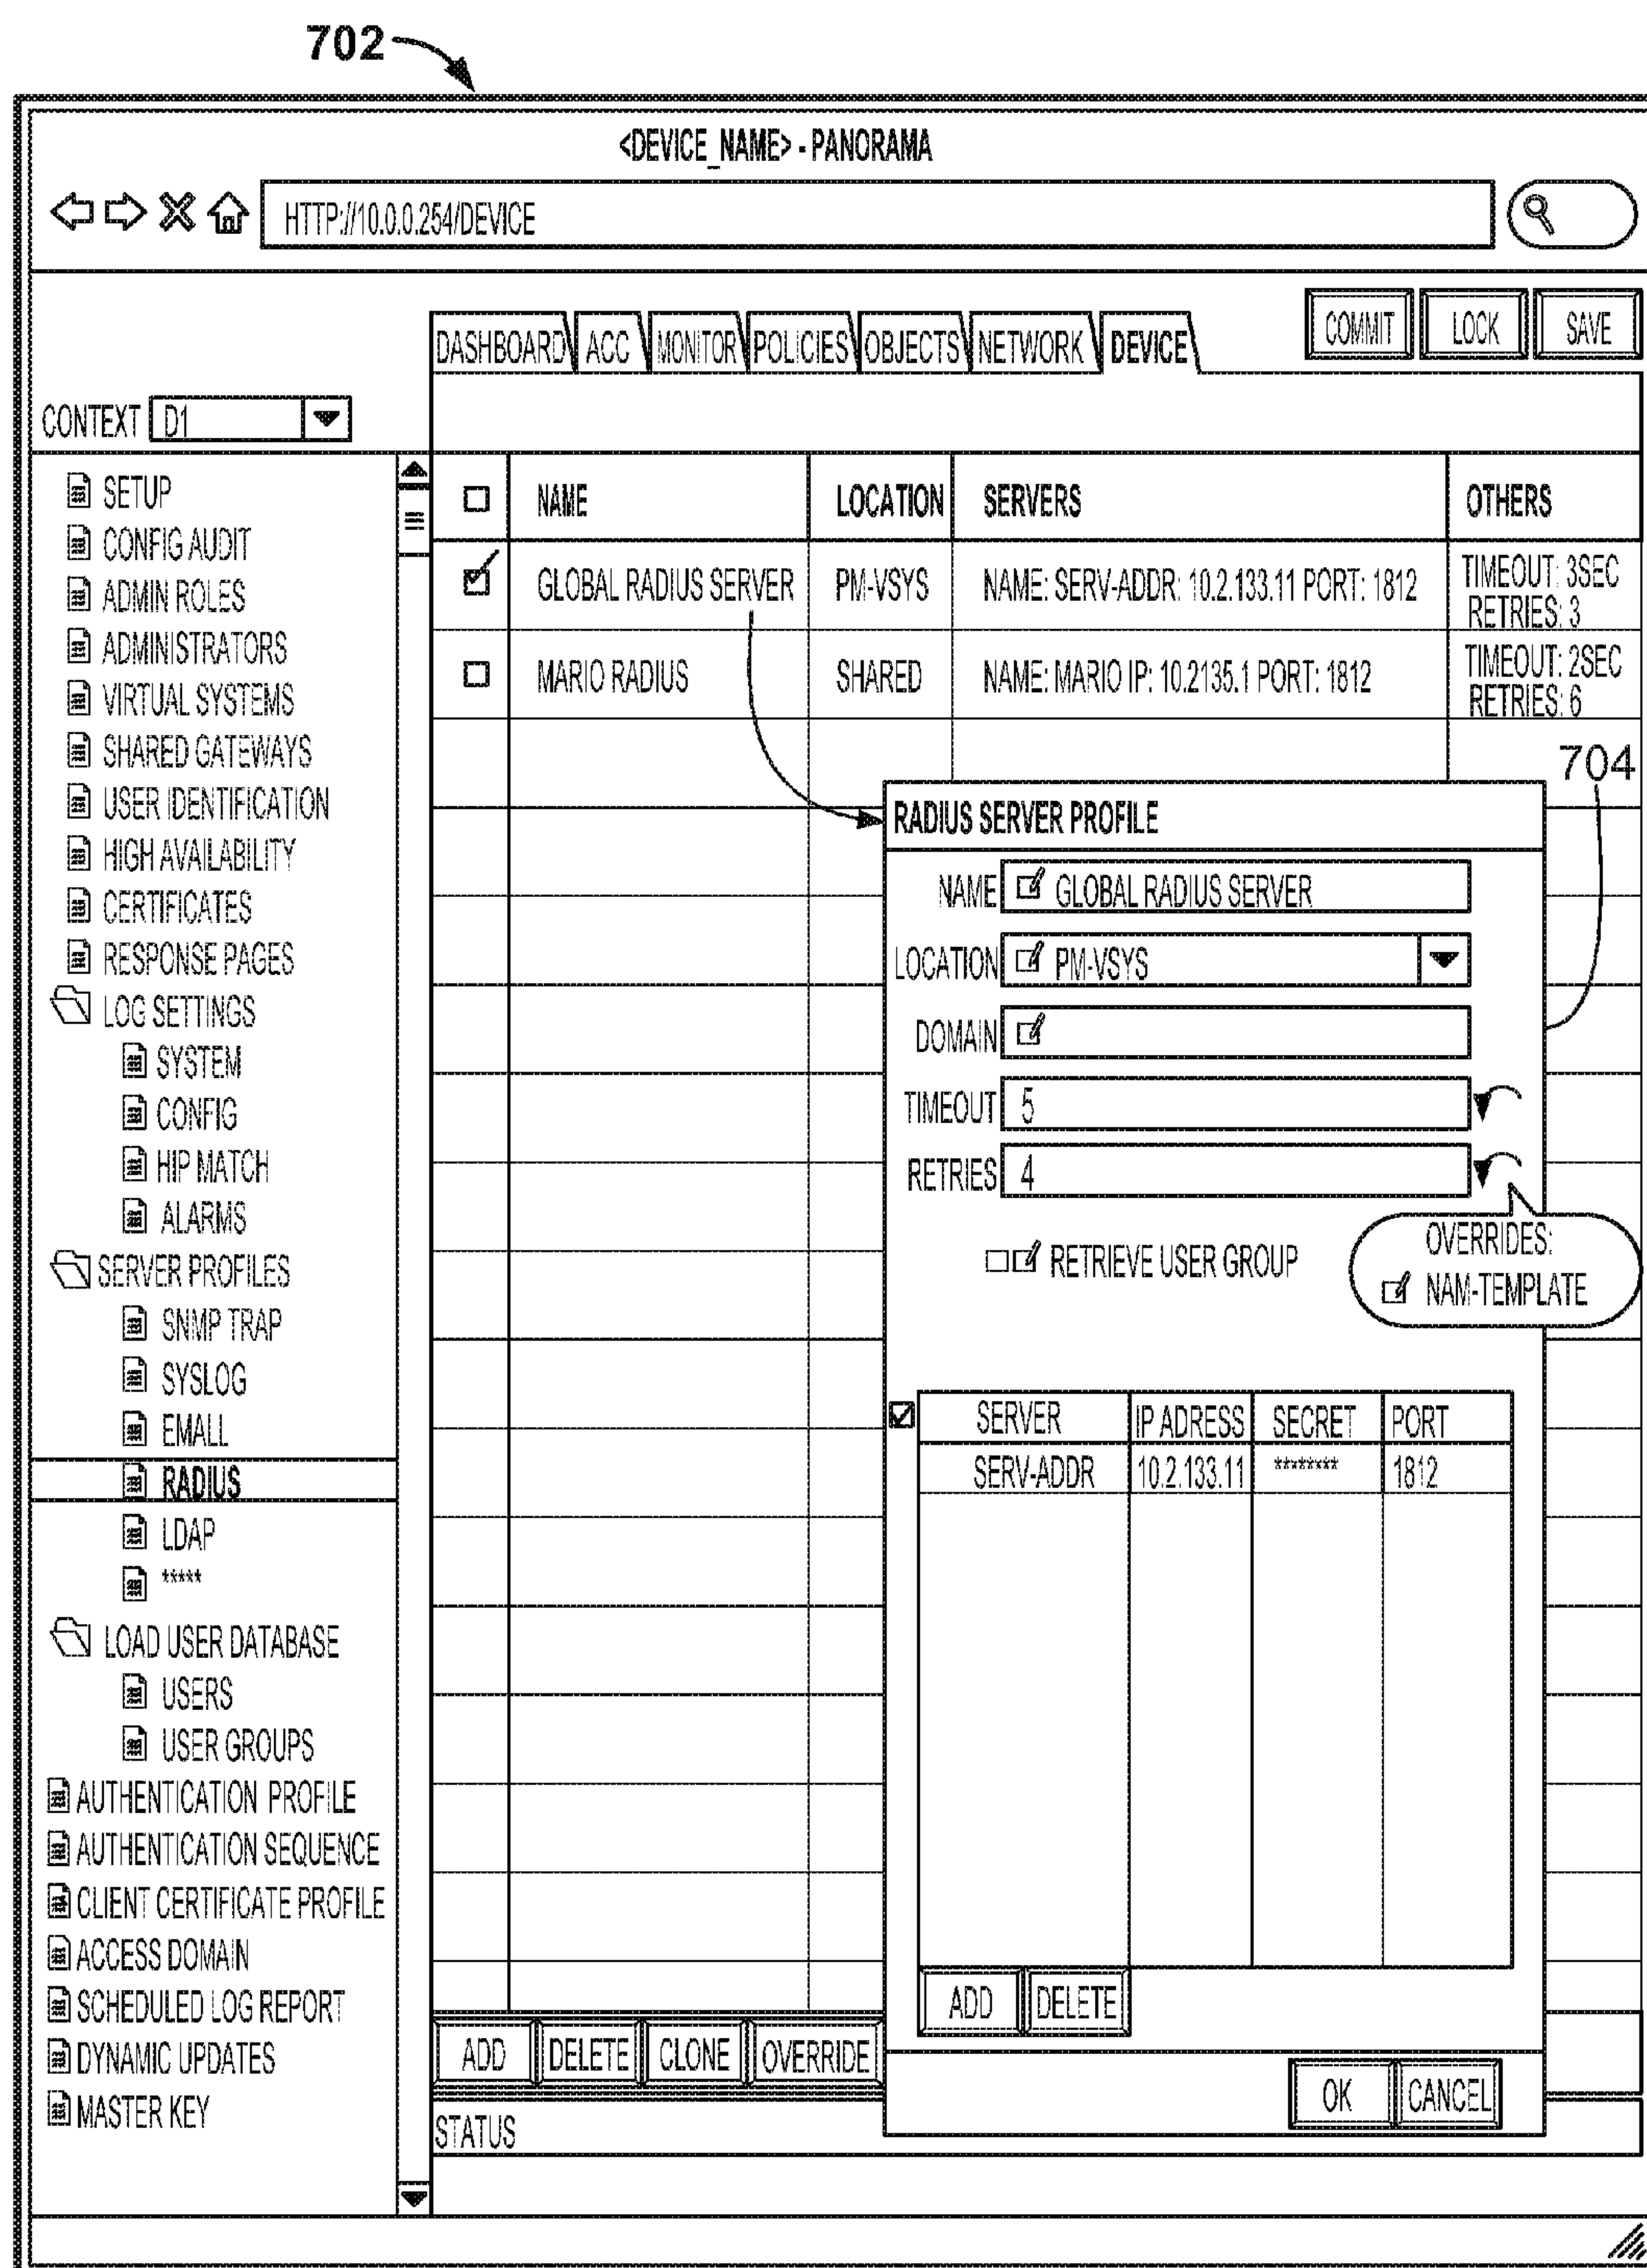 702
<DEVICE_NAME> - PANORAMA
HTTP://10.0.0.254/DEVICE
DASHBOARD ACC MONITOR POLICIES OBJECTS NETWORK DEVICE
COMMIT LOCK SAVE
CONTEXT D1
SETUP
CONFIG AUDIT
ADMIN ROLES
ADMINISTRATORS
VIRTUAL SYSTEMS
SHARED GATEWAYS
USER IDENTIFICATION
HIGH AVAILABILITY
CERTIFICATES
RESPONSE PAGES
LOG SETTINGS
SYSTEM
CONFIG
HIP MATCH
ALARMS
SERVER PROFILES
SNMP TRAP
SYSLOG
EMALL
RADIUS
LDAP
*****
LOAD USER DATABASE
USERS
USER GROUPS
AUTHENTICATION PROFILE
AUTHENTICATION SEQUENCE
CLIENT CERTIFICATE PROFILE
ACCESS DOMAIN
SCHEDULED LOG REPORT
DYNAMIC UPDATES
MASTER KEY
NAME LOCATION SERVERS OTHERS
GLOBAL RADIUS SERVER PM-VSYS NAME: SERV-ADDR: 10.2.133.11 PORT: 1812 TIMEOUT: 3SEC
RETRIES: 3
MARIO RADIUS SHARED NAME: MARIO IP: 10.2135.1 PORT: 1812 TIMEOUT: 2SEC
RETRIES: 6
704
RADIUS SERVER PROFILE
NAME GLOBAL RADIUS SERVER
LOCATION PM-VSYS
DOMAIN
TIMEOUT 5
RETRIES 4
OVERRIDES:
NAM-TEMPLATE
RETRIEVE USER GROUP
SERVER IP ADRESS SECRET PORT
SERV-ADDR 10.2.133.11 ******** 1812
ADD DELETE
OK CANCEL
ADD DELETE CLONE OVERRIDE
STATUS